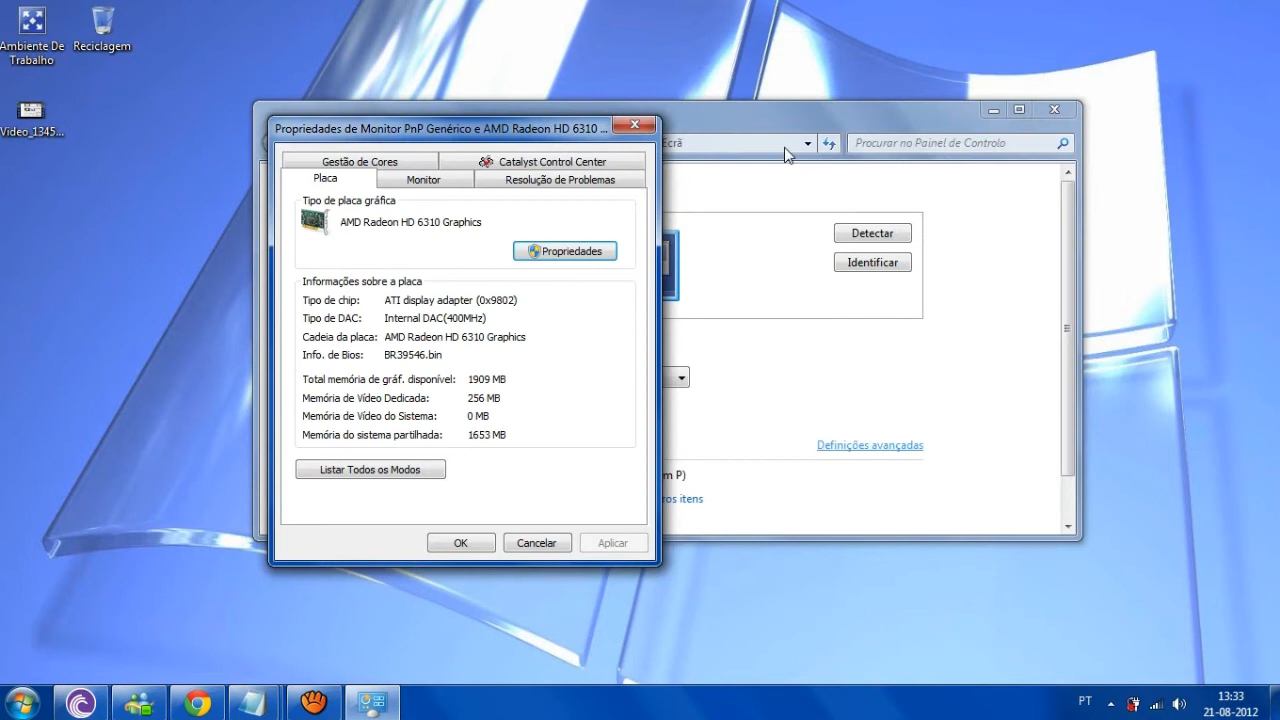 Ambiente De
Trabalho
Reciclagem
Video_1345...
Propriedades de Monitor PnP Genérico e AMD Radeon HD 6310 ...
Ecrã
Procurar no Painel de Controlo
Gestão de Cores
Catalyst Control Center
Placa
Monitor
Resolução de Problemas
Tipo de placa gráfica
AMD Radeon HD 6310 Graphics
Propriedades
Detectar
Identificar
Informações sobre a placa
Tipo de chip: ATI display adapter (0x9802)
Tipo de DAC: Internal DAC(400MHz)
Cadeia da placa: AMD Radeon HD 6310 Graphics
Info. de Bios: BR39546.bin
Total memória de gráf. disponível: 1909 MB
Memória de Vídeo Dedicada: 256 MB
Memória de Vídeo do Sistema: 0 MB
Memória do sistema partilhada: 1653 MB
Listar Todos os Modos
Definições avançadas
m P)
ros itens
OK
Cancelar
Aplicar
PT
13:33
21-08-2012